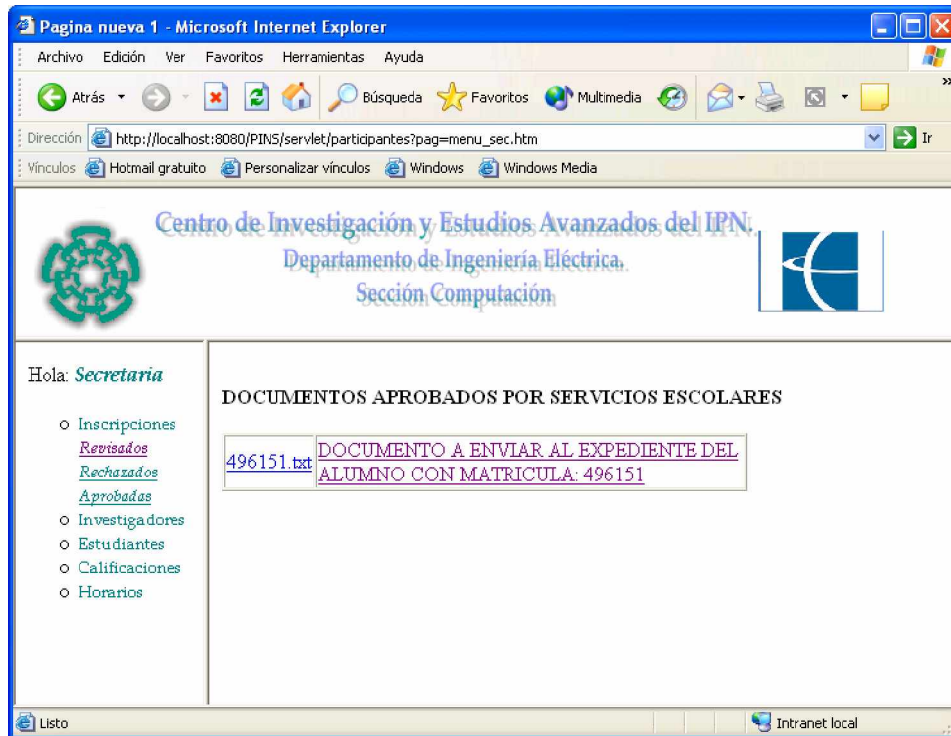 Pagina nueva 1 - Microsoft Internet Explorer
Archivo Edición Ver Favoritos Herramientas Ayuda
Atrás Búsqueda Favoritos Multimedia
Dirección http://localhost:8080/PINS/servlet/participantes?pag=menu_sec.htm Ir
Vínculos Hotmail gratuito Personalizar vínculos Windows Windows Media
Centro de Investigación y Estudios Avanzados del IPN.
Departamento de Ingeniería Eléctrica.
Sección Computación
Hola: Secretaria
Inscripciones
Revisados
Rechazados
Aprobadas
Investigadores
Estudiantes
Calificaciones
Horarios
DOCUMENTOS APROBADOS POR SERVICIOS ESCOLARES
496151.txt DOCUMENTO A ENVIAR AL EXPEDIENTE DEL
ALUMNO CON MATRICULA: 496151
Listo Intranet local